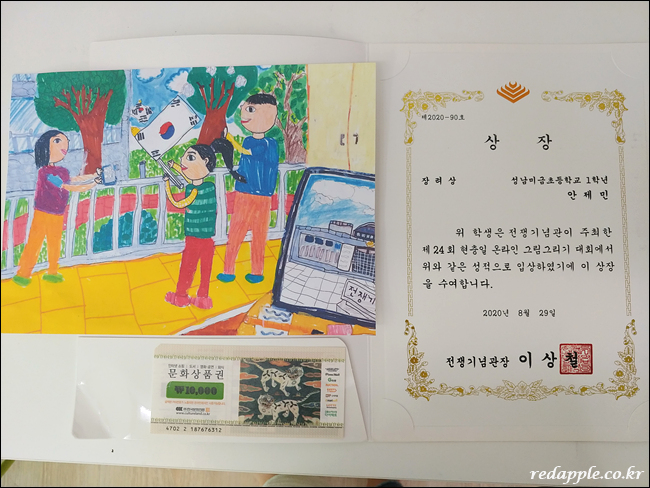 제2020-90호
상 장
장려상 성남미금초등학교 1학년
안제민
위 학생은 전쟁기념관이 주최한
제24회 현충일 온라인 그림그리기 대회에서
위와 같은 성적으로 입상하였기에 이 상장
을 수여합니다.
2020년 8월 29일
전쟁기념관장 이상철
전쟁기
문화상품권
₩10,000
4702 2 187676312
redapple.co.kr